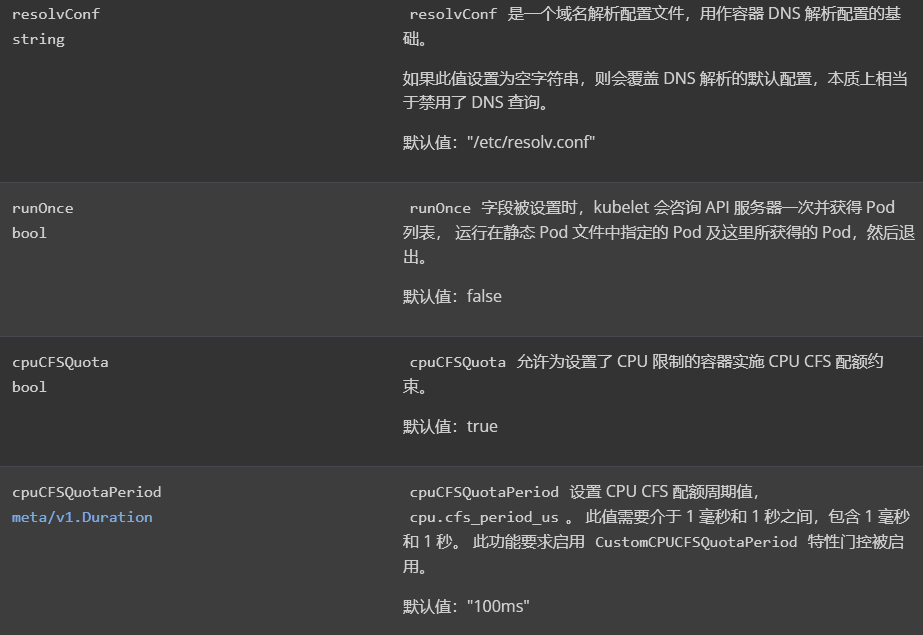 resolvConf
string
resolvConf 是一个域名解析配置文件，用作容器 DNS 解析配置的基
础。
如果此值设置为空字符串，则会覆盖 DNS 解析的默认配置，本质上相当
于禁用了 DNS 查询。
默认值："/etc/resolv.conf"
runOnce
bool
runOnce 字段被设置时，kubelet 会咨询 API 服务器一次并获得 Pod
列表， 运行在静态 Pod 文件中指定的 Pod 及这里所获得的 Pod，然后退
出。
默认值：false
cpuCFSQuota
bool
cpuCFSQuota 允许为设置了 CPU 限制的容器实施 CPU CFS 配额约
束。
默认值：true
cpuCFSQuotaPeriod
meta/v1.Duration
cpuCFSQuotaPeriod 设置 CPU CFS 配额周期值，
cpu.cfs_period_us 。 此值需要介于 1 毫秒和 1 秒之间，包含 1 毫秒
和 1 秒。 此功能要求启用 CustomCPUCFSQuotaPeriod 特性门控被启
用。
默认值："100ms"